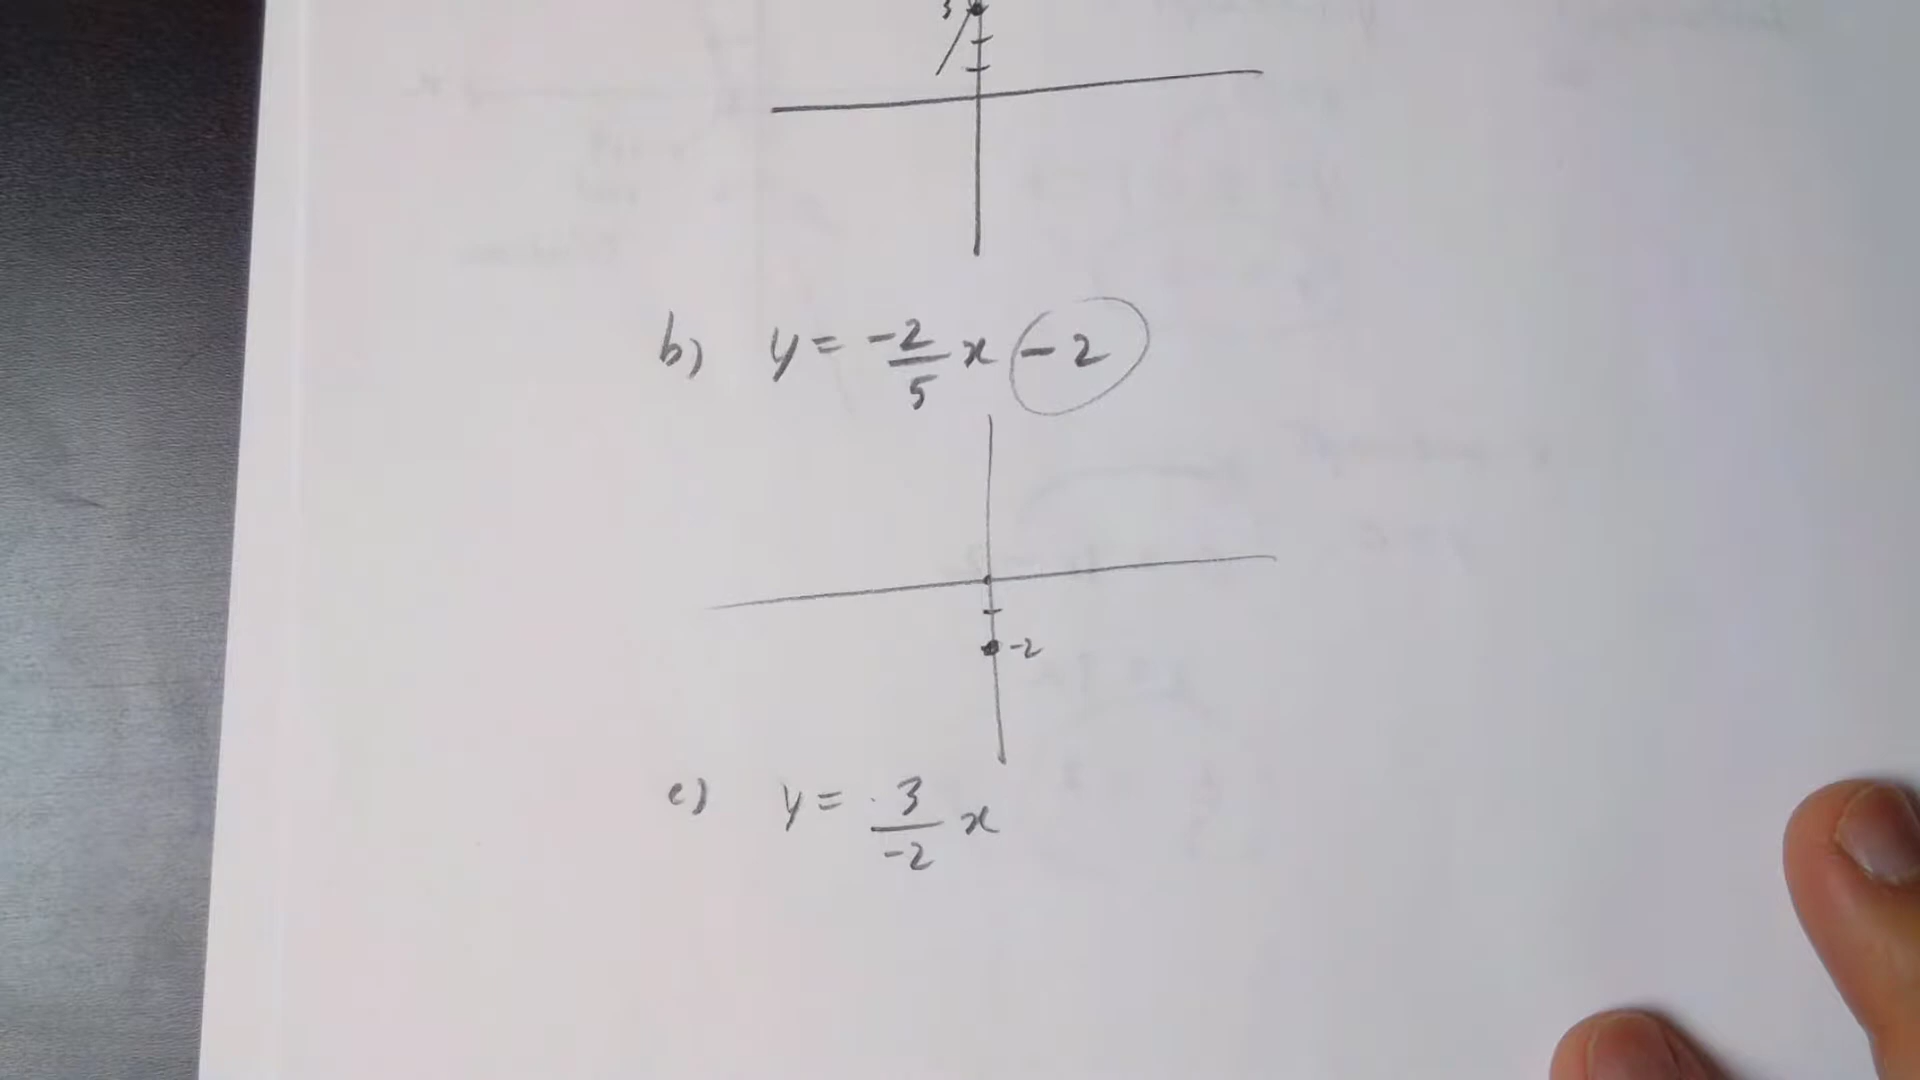 3
b) y = -2/5 x - 2
-2
c) y = 3/-2 x